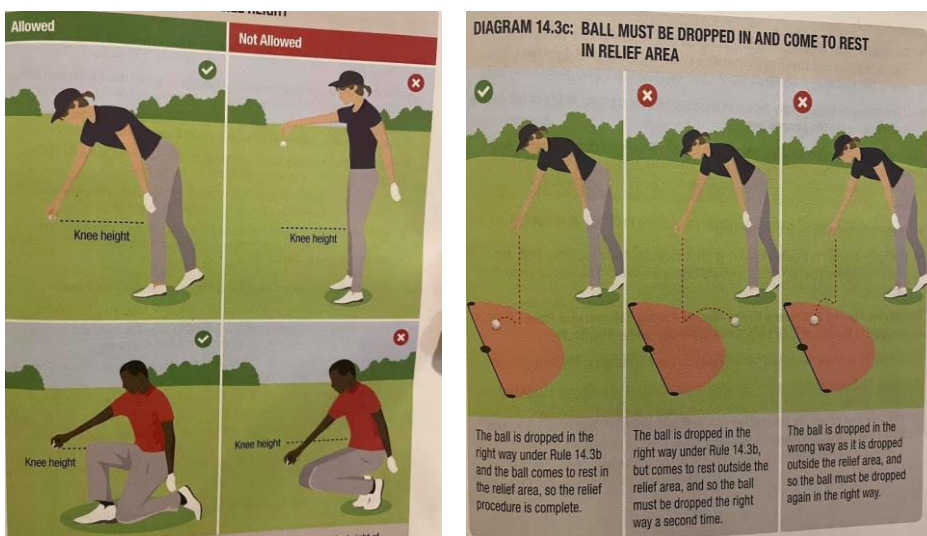 Allowed
Not Allowed
Knee height
Knee height
Knee height
Knee height
DIAGRAM 14.3c: BALL MUST BE DROPPED IN AND COME TO REST
IN RELIEF AREA
The ball is dropped in the
right way under Rule 14.3b
and the ball comes to rest in
the relief area, so the relief
procedure is complete.
The ball is dropped in the
right way under Rule 14.3b,
but comes to rest outside the
relief area, and so the ball
must be dropped the right
way a second time.
The ball is dropped in the
wrong way as it is dropped
outside the relief area, and
so the ball must be dropped
again in the right way.